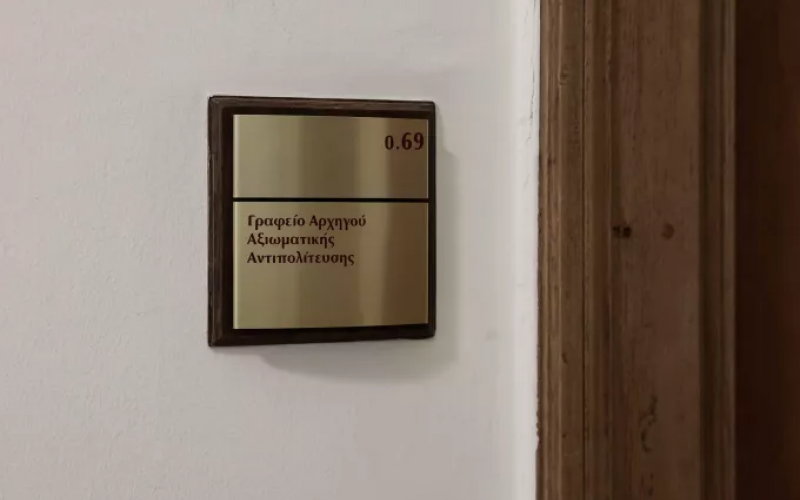 0.69
Γραφείο Αρχηγού
Αξιωματικής
Αντιπολίτευσης